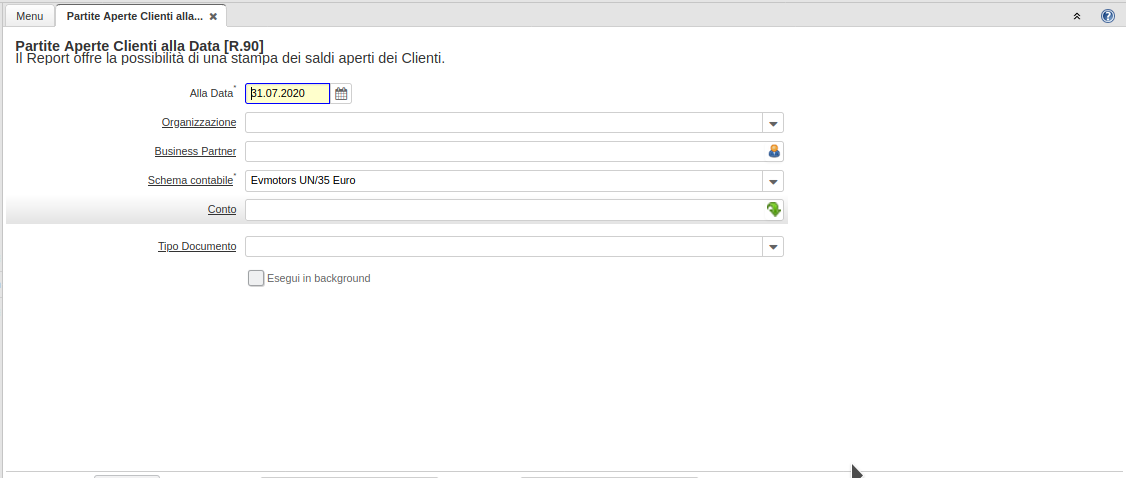 Menu
Partite Aperte Clienti alla...
Partite Aperte Clienti alla Data [R.90]
Il Report offre la possibilità di una stampa dei saldi aperti dei Clienti.
Alla Data* 31.07.2020
Organizzazione
Business Partner
Schema contabile* Evmotors UN/35 Euro
Conto
Tipo Documento
Esegui in background